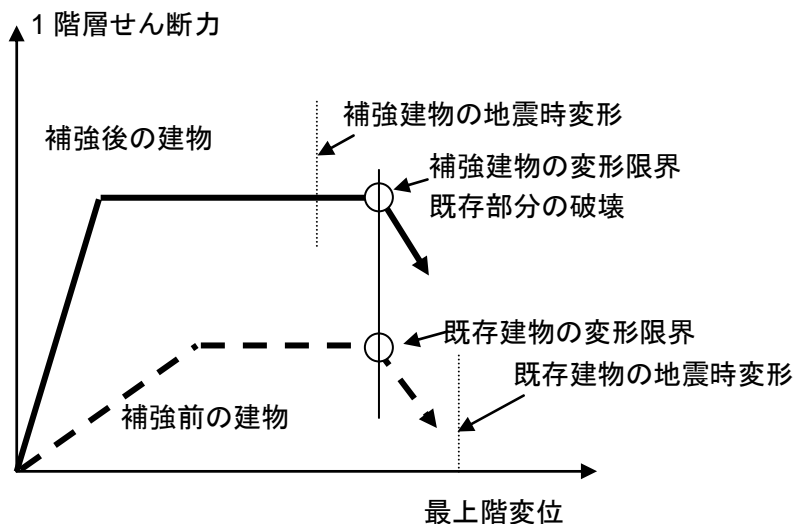 1 階層せん断力
補強建物の地震時変形
補強後の建物
補強建物の変形限界
既存部分の破壊
既存建物の変形限界
既存建物の地震時変形
補強前の建物
最上階変位